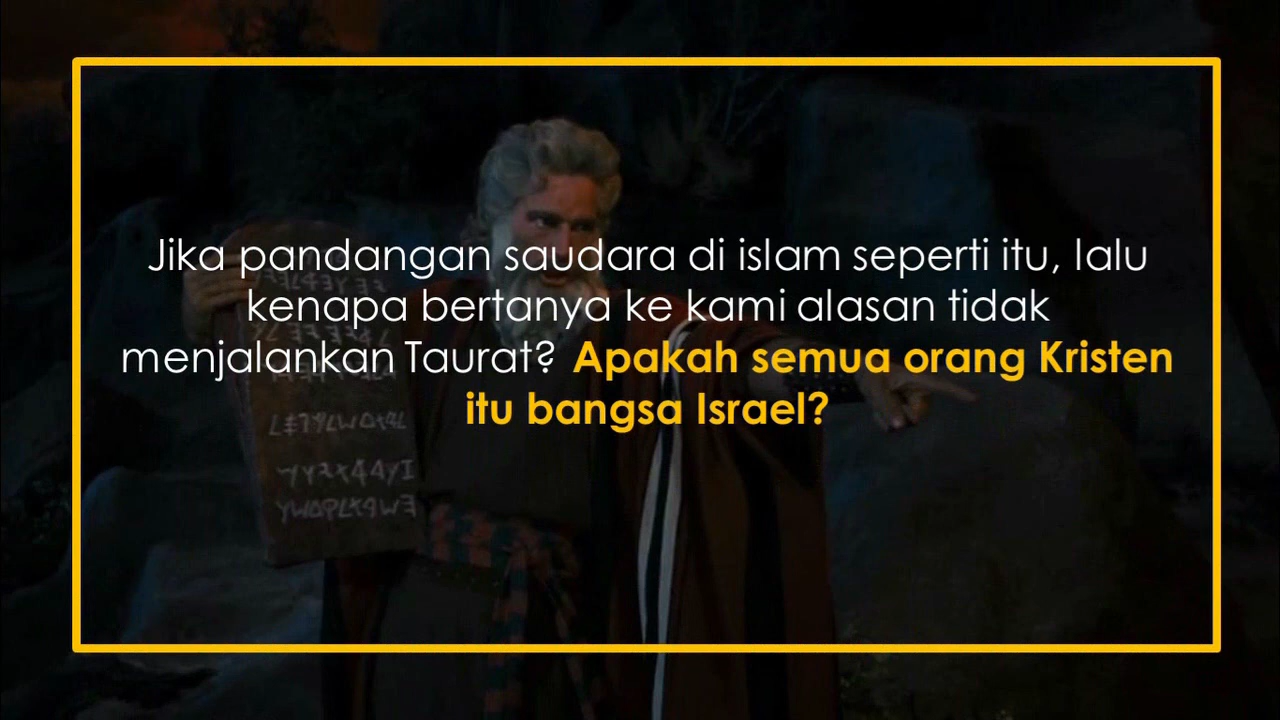 Jika pandangan saudara di islam seperti itu, lalu
kenapa bertanya ke kami alasan tidak
menjalankan Taurat? Apakah semua orang Kristen
itu bangsa Israel?